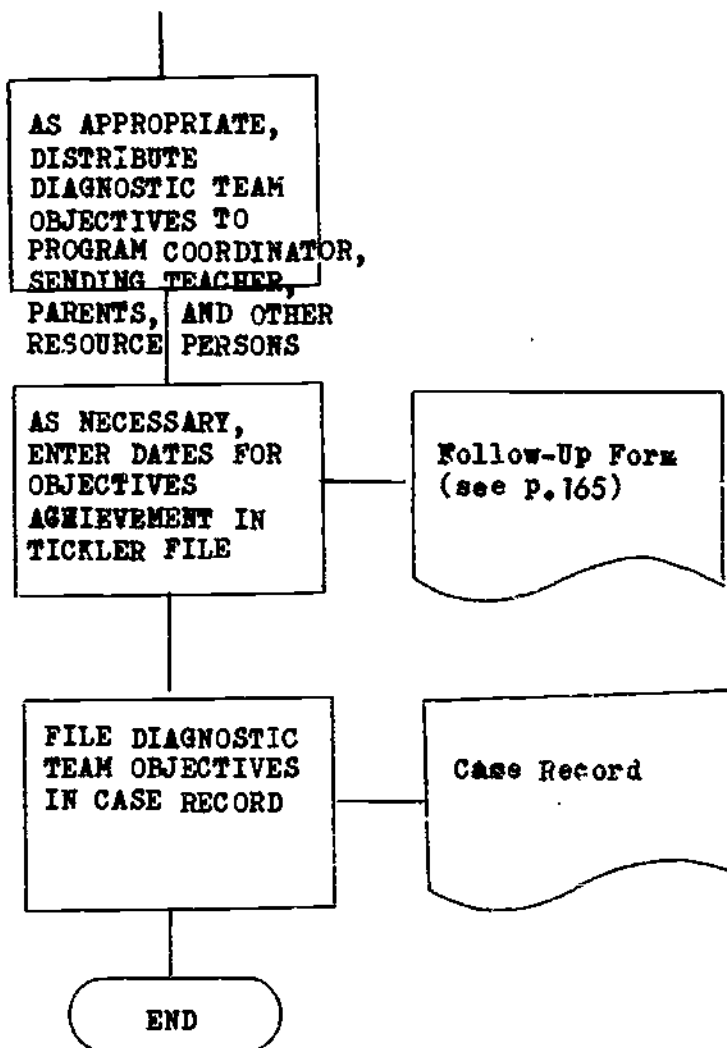 AS APPROPRIATE,
DISTRIBUTE
DIAGNOSTIC TEAM
OBJECTIVES TO
PROGRAM COORDINATOR,
SENDING TEACHER,
PARENTS, AND OTHER
RESOURCE PERSONS
AS NECESSARY,
ENTER DATES FOR
OBJECTIVES
ACHIEVEMENT IN
TICKLER FILE
Follow-Up Form
(see p.165)
FILE DIAGNOSTIC
TEAM OBJECTIVES
IN CASE RECORD
Case Record
END